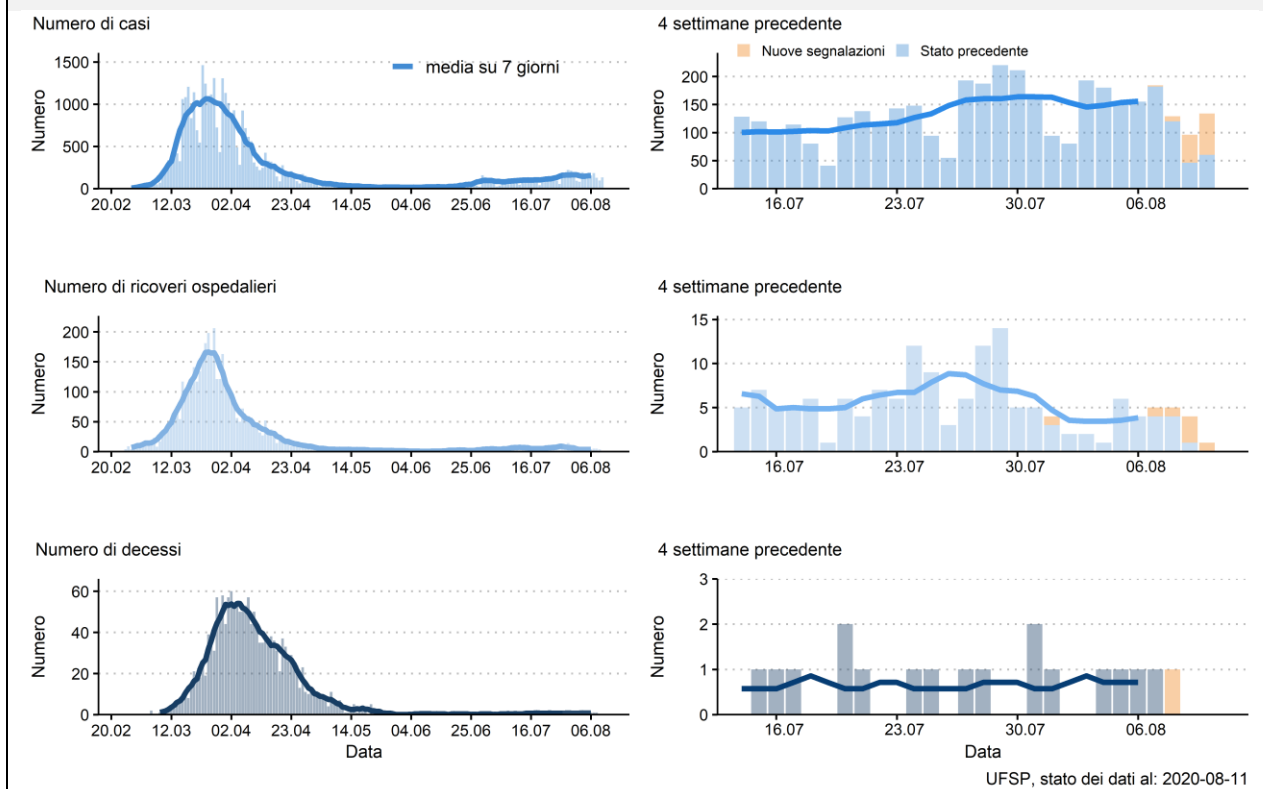 Numero di casi
Numero
1500
1000
500
0
media su 7 giorni
20.02 12.03 02.04 23.04 14.05 04.06 25.06 16.07 06.08
4 settimane precedente
Nuove segnalazioni Stato precedente
Numero
200
150
100
50
0
16.07 23.07 30.07 06.08
Numero di ricoveri ospedalieri
Numero
200
150
100
50
0
20.02 12.03 02.04 23.04 14.05 04.06 25.06 16.07 06.08
4 settimane precedente
Numero
15
10
5
0
16.07 23.07 30.07 06.08
Numero di decessi
Numero
60
40
20
0
20.02 12.03 02.04 23.04 14.05 04.06 25.06 16.07 06.08
Data
4 settimane precedente
Numero
3
2
1
0
16.07 23.07 30.07 06.08
Data
UFSP, stato dei dati al: 2020-08-11